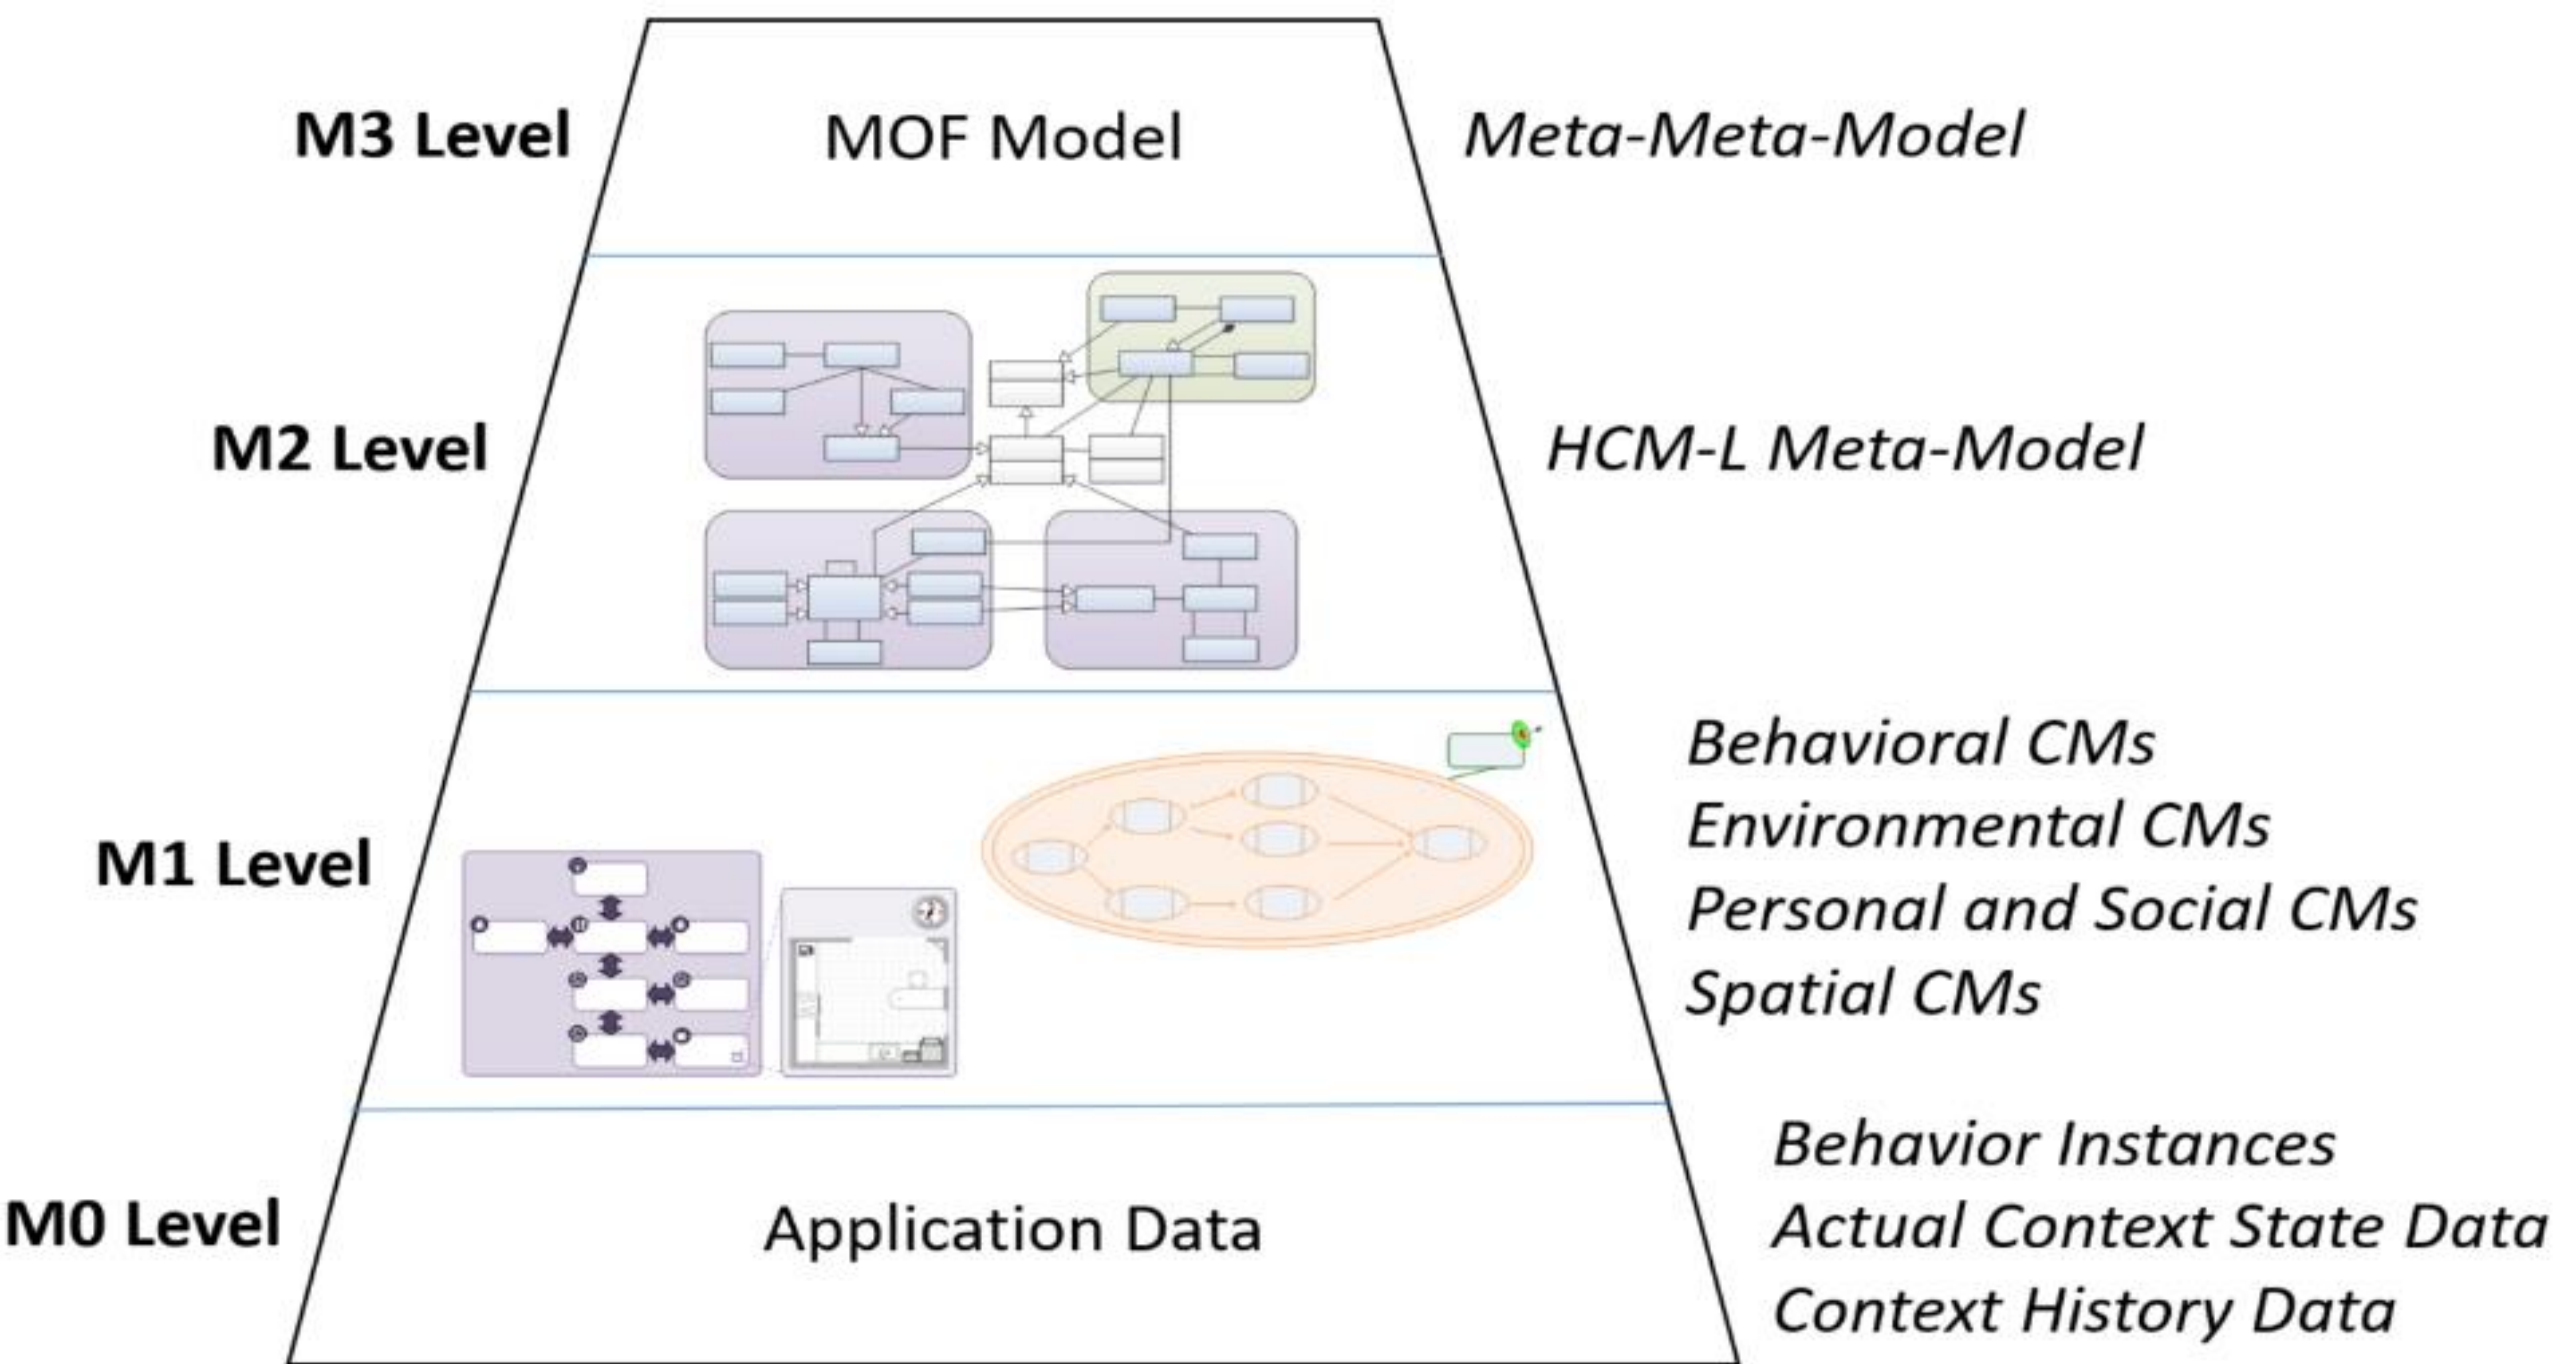 M3 Level
MOF Model
Meta-Meta-Model
M2 Level
HCM-L Meta-Model
M1 Level
Behavioral CMs
Environmental CMs
Personal and Social CMs
Spatial CMs
M0 Level
Application Data
Behavior Instances
Actual Context State Data
Context History Data